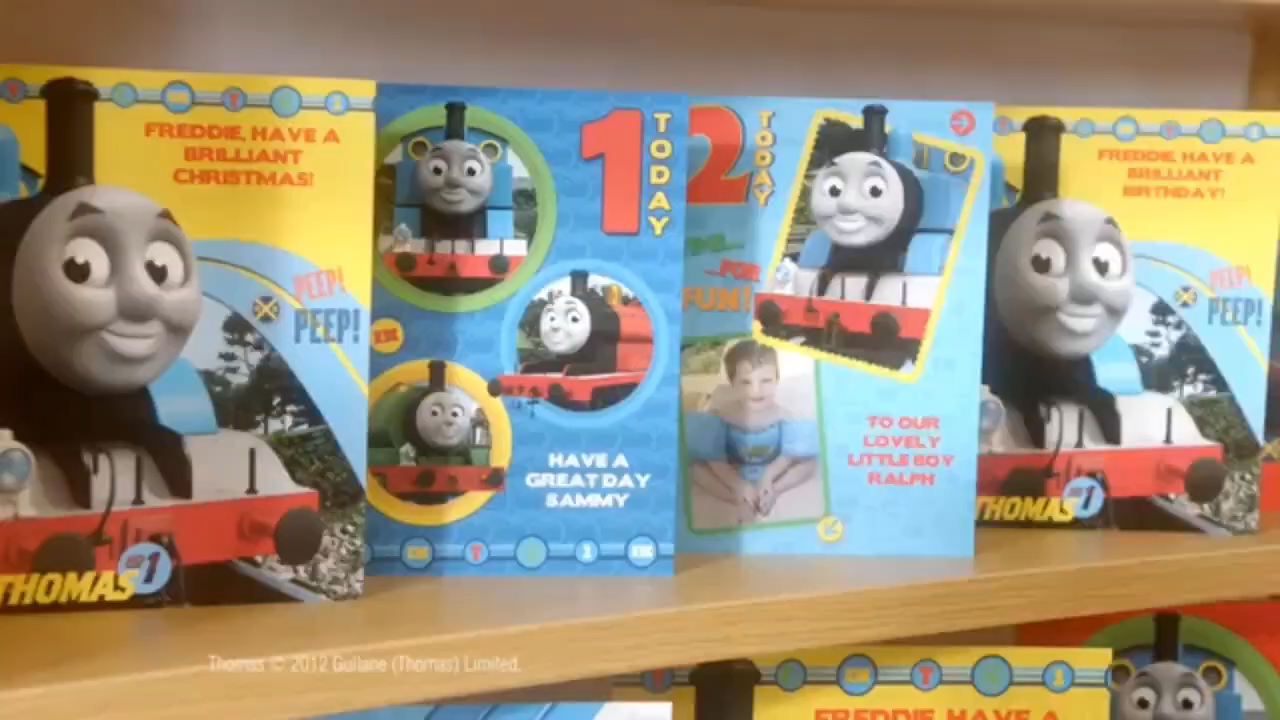 FREDDIE, HAVE A
BRILLIANT
CHRISTMAS!
PEEP!
PEEP!
THOMAS
1
1
TODAY
HAVE A
GREAT DAY
SAMMY
2
TODAY
...FOR
FUN!
TO OUR
LOVELY
LITTLE BOY
RALPH
FREDDIE, HAVE A
BRILLIANT
BIRTHDAY!
PEEP!
PEEP!
THOMAS
1
Thomas © 2012 Gullane (Thomas) Limited.
FREDDIE, HAVE A